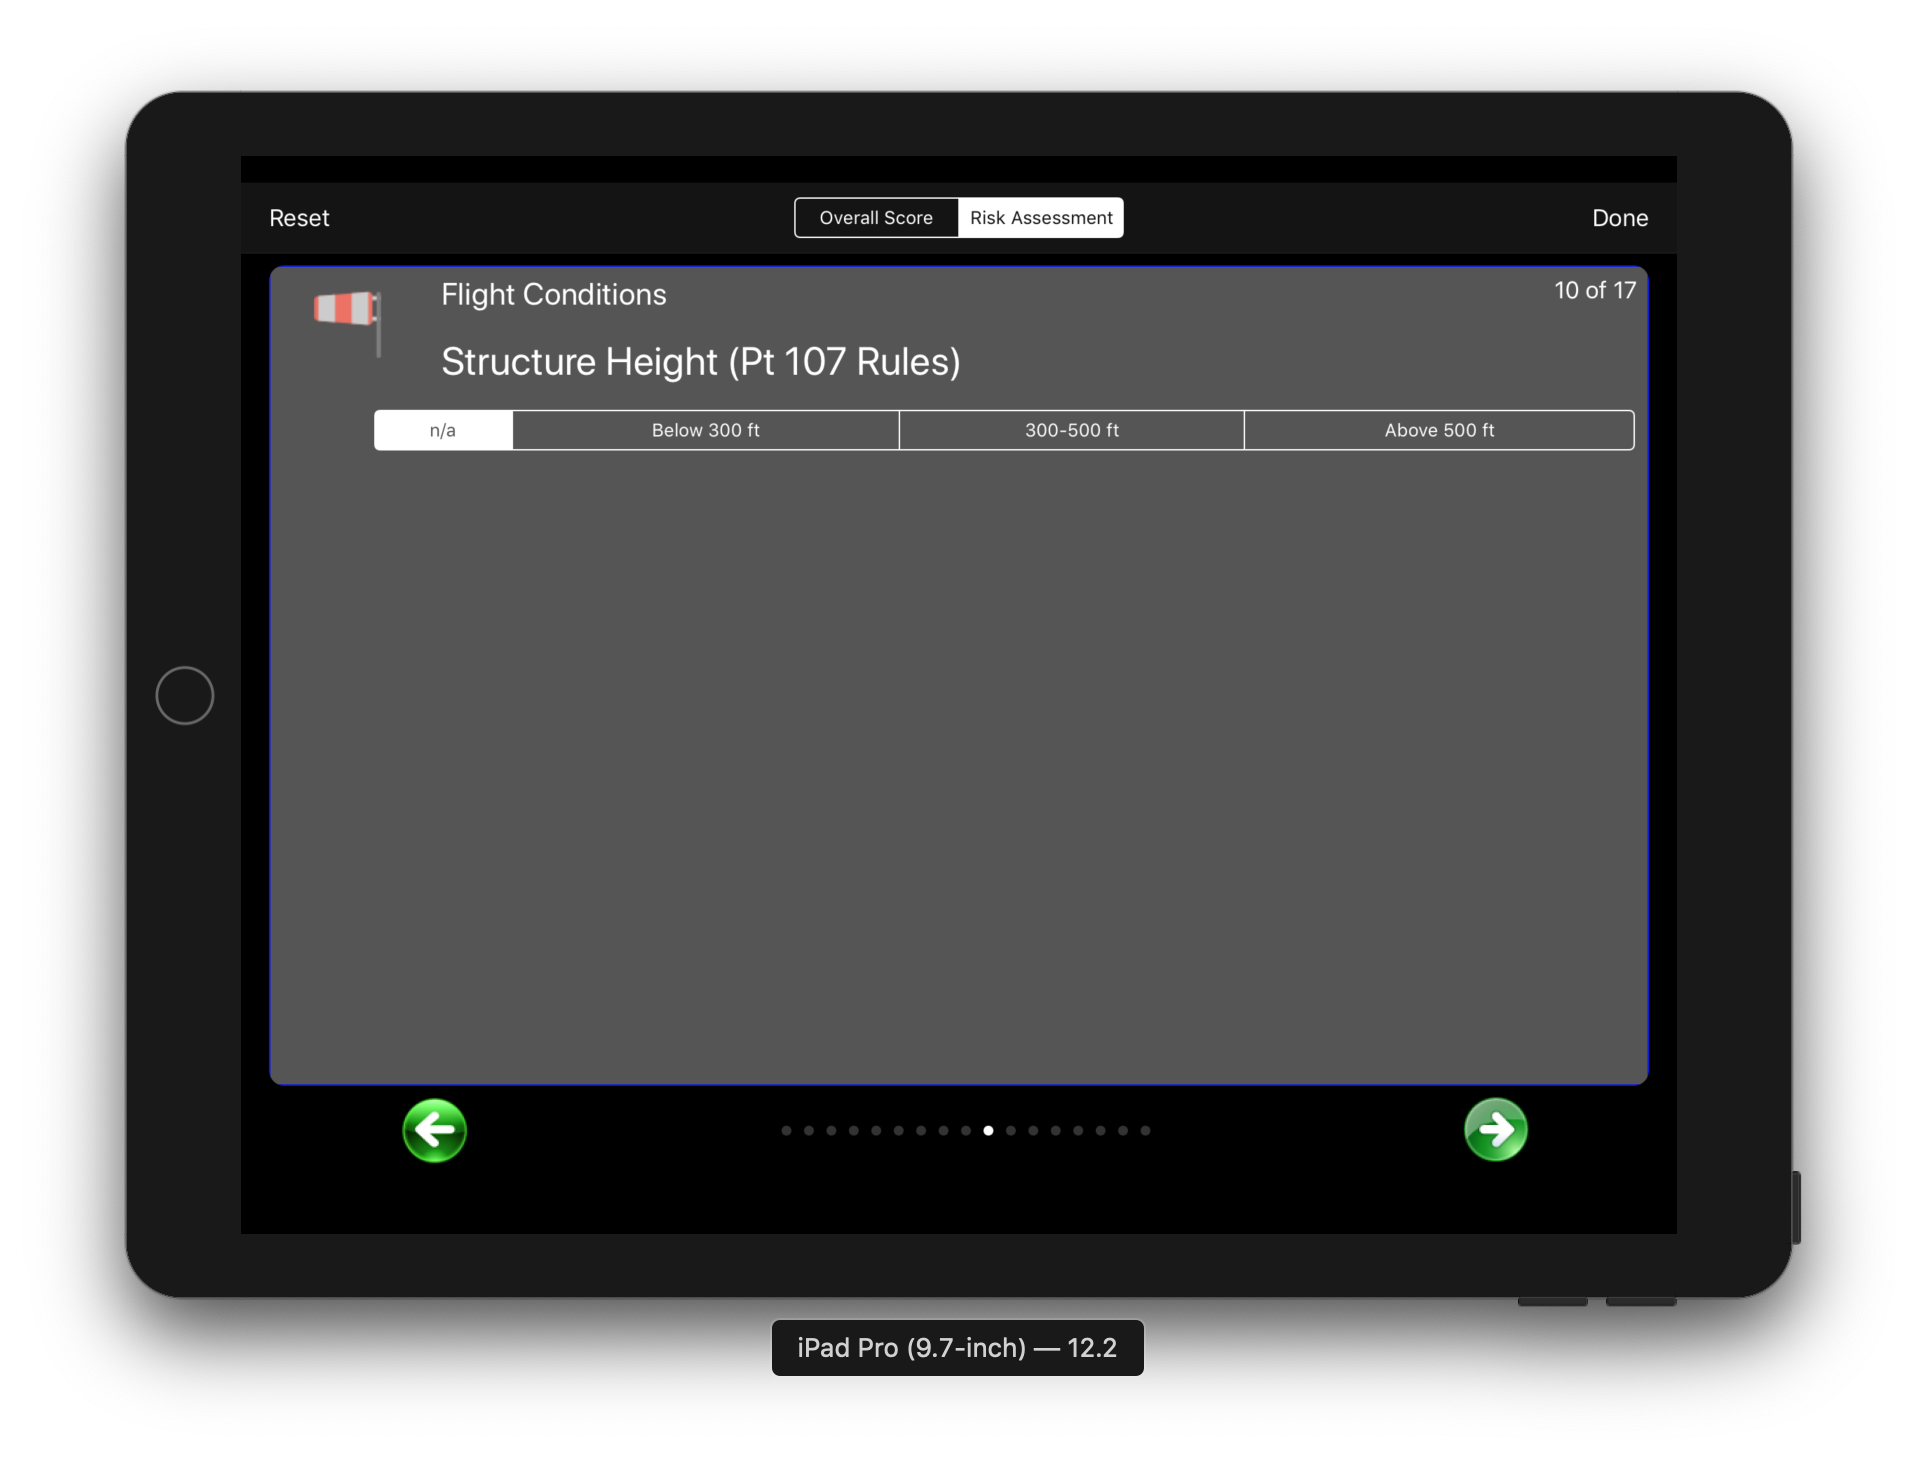 Reset
Overall Score
Risk Assessment
Done
Flight Conditions
10 of 17
Structure Height (Pt 107 Rules)
n/a
Below 300 ft
300-500 ft
Above 500 ft
iPad Pro (9.7-inch) — 12.2